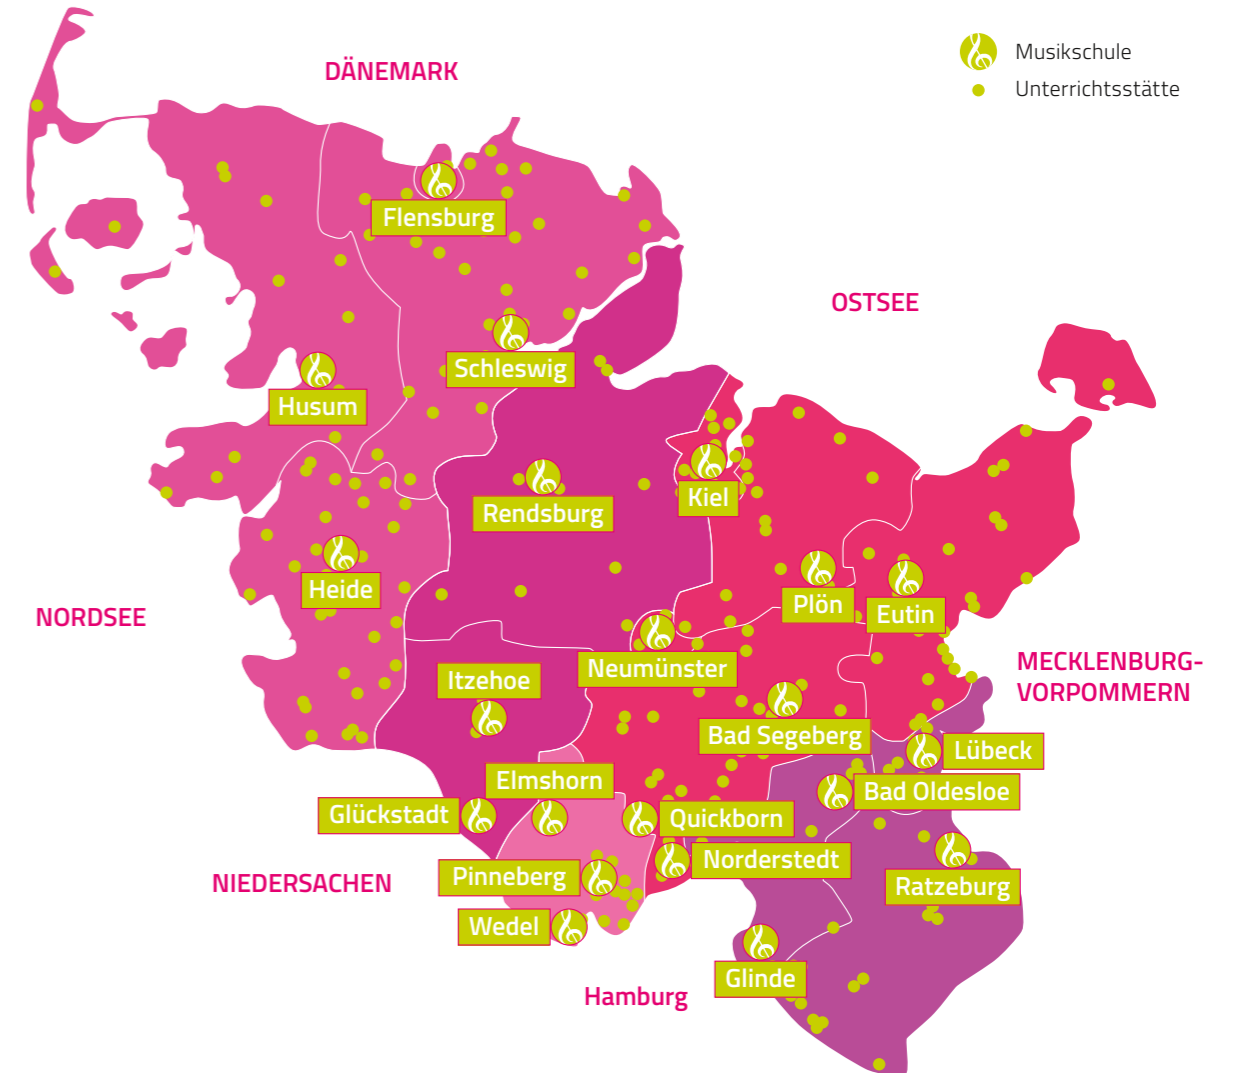 Musikschule
DÄNEMARK
Unterrichtsstätte
Flensburg
OSTSEE
Schleswig
Husum
Kiel
Rendsburg
Heide
Plön
Eutin
NORDSEE
Neumünster
MECKLENBURG-
VORPOMMERN
Itzehoe
Bad Segeberg
Lübeck
Elmshorn
Bad Oldesloe
Glückstadt
Quickborn
Norderstedt
Pinneberg
NIEDERSACHEN
Ratzeburg
Wedel
Glinde
Hamburg